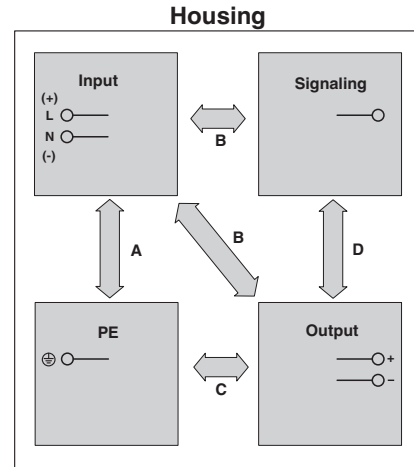 Housing
Input
Signaling
(+)
L
N
(-)
B
A
B
D
PE
Output
+
–
C